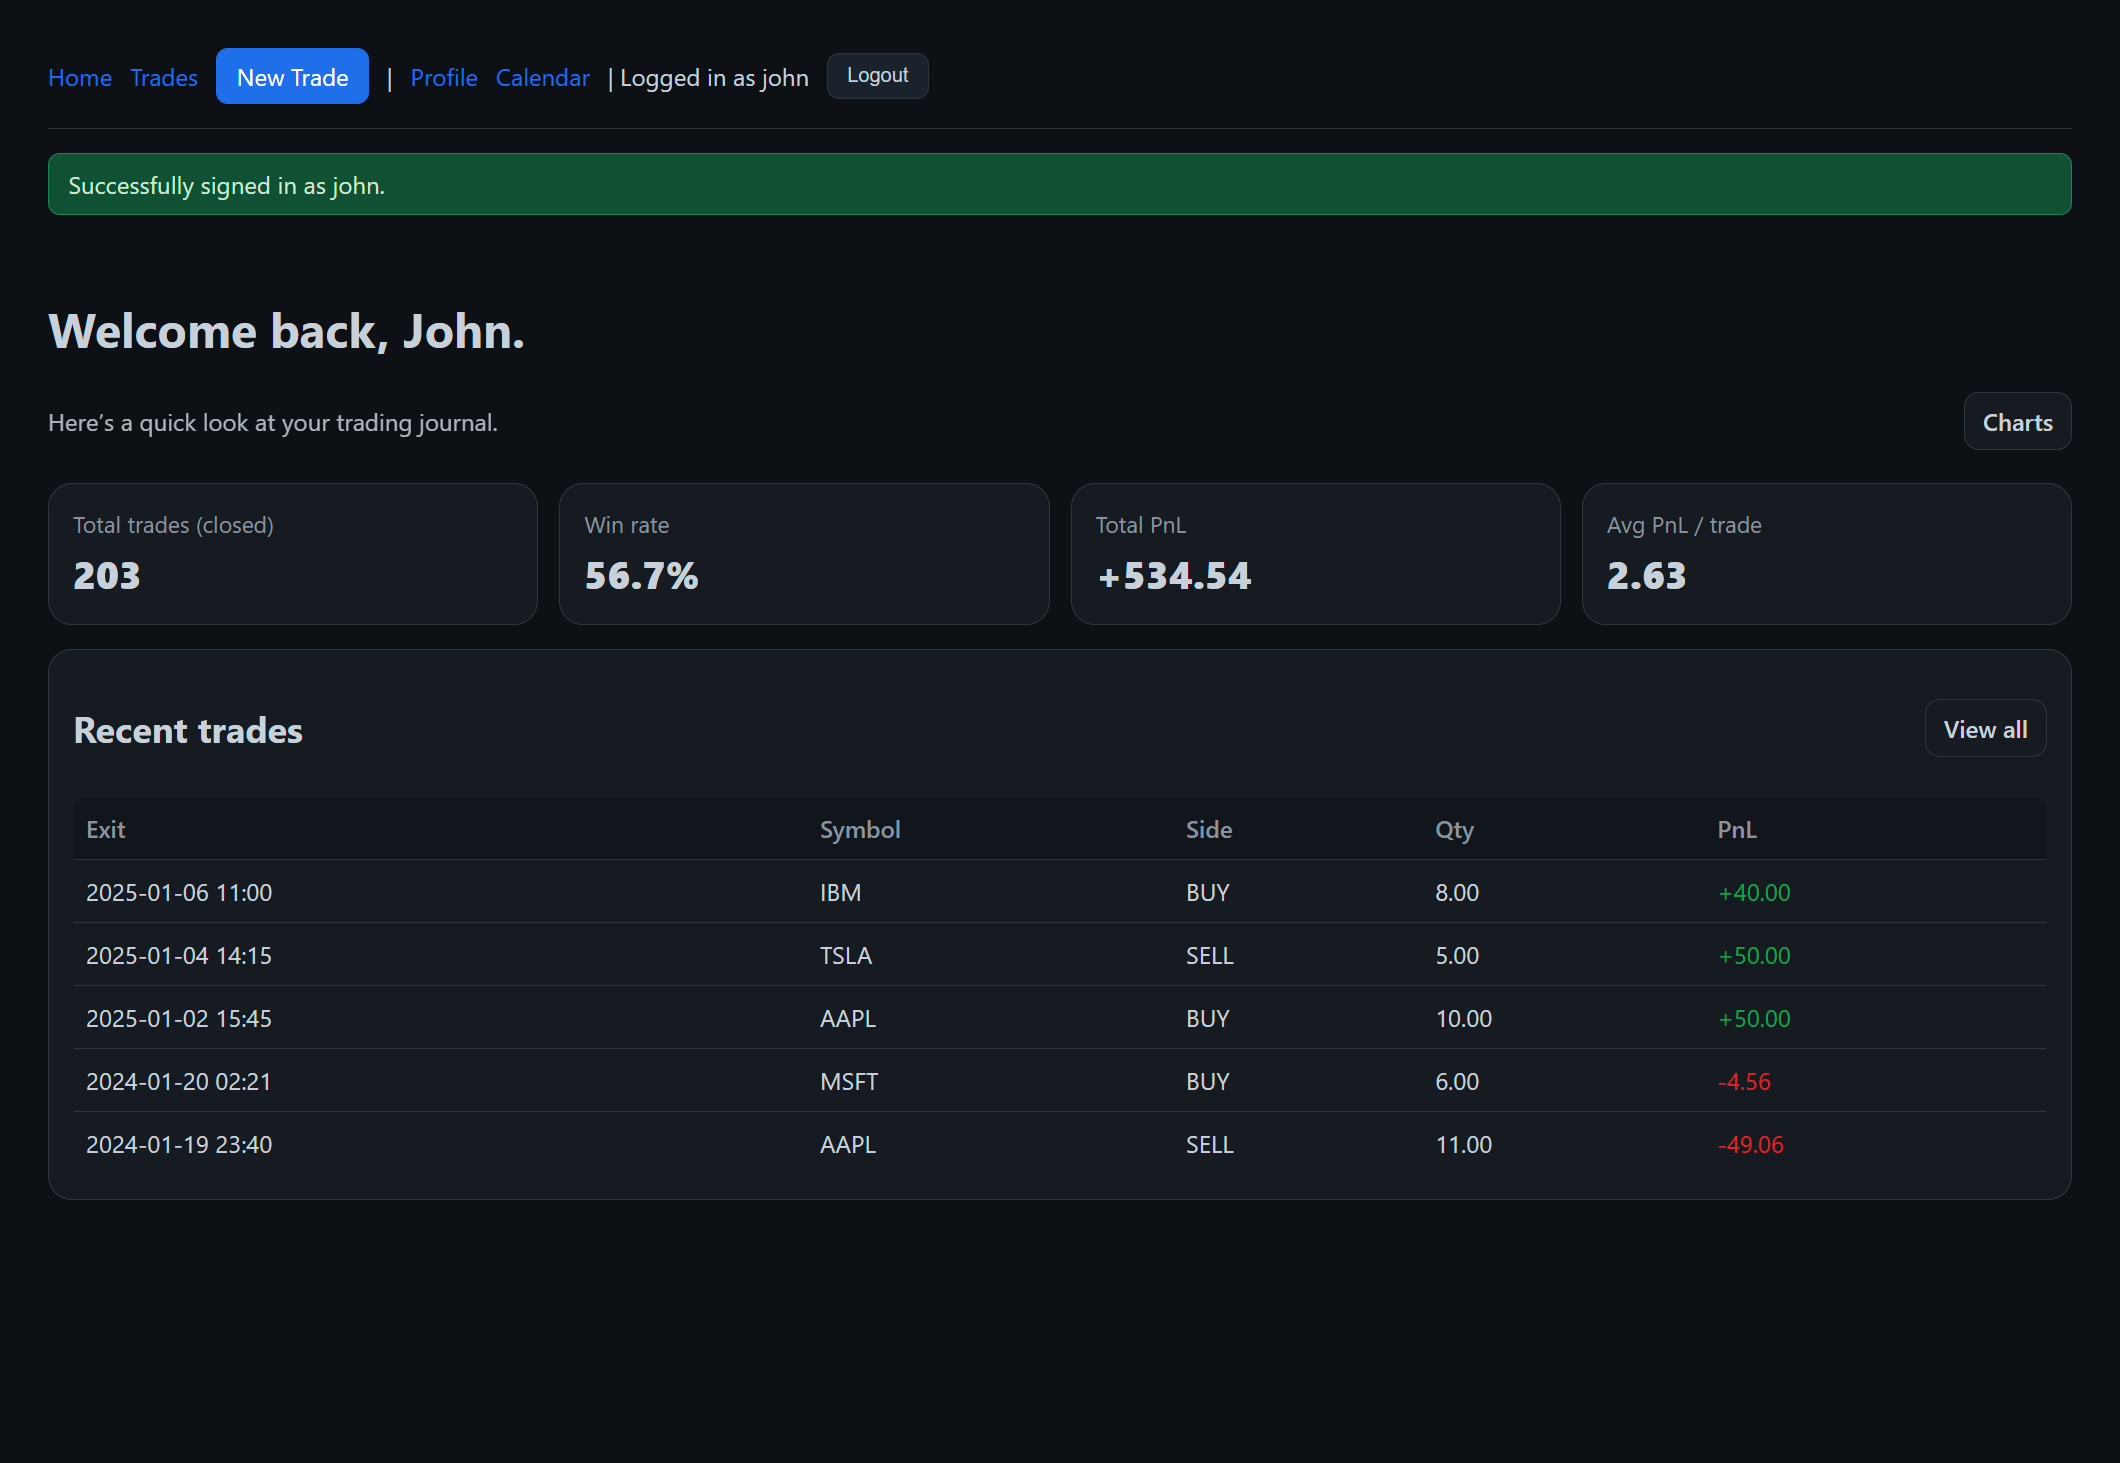 Home Trades New Trade | Profile Calendar | Logged in as john Logout
Successfully signed in as john.
Welcome back, John.
Here’s a quick look at your trading journal. Charts
Total trades (closed) Win rate Total PnL Avg PnL / trade
203 56.7% +534.54 2.63
Recent trades View all
Exit Symbol Side Qty PnL
2025-01-06 11:00 IBM BUY 8.00 +40.00
2025-01-04 14:15 TSLA SELL 5.00 +50.00
2025-01-02 15:45 AAPL BUY 10.00 +50.00
2024-01-20 02:21 MSFT BUY 6.00 -4.56
2024-01-19 23:40 AAPL SELL 11.00 -49.06